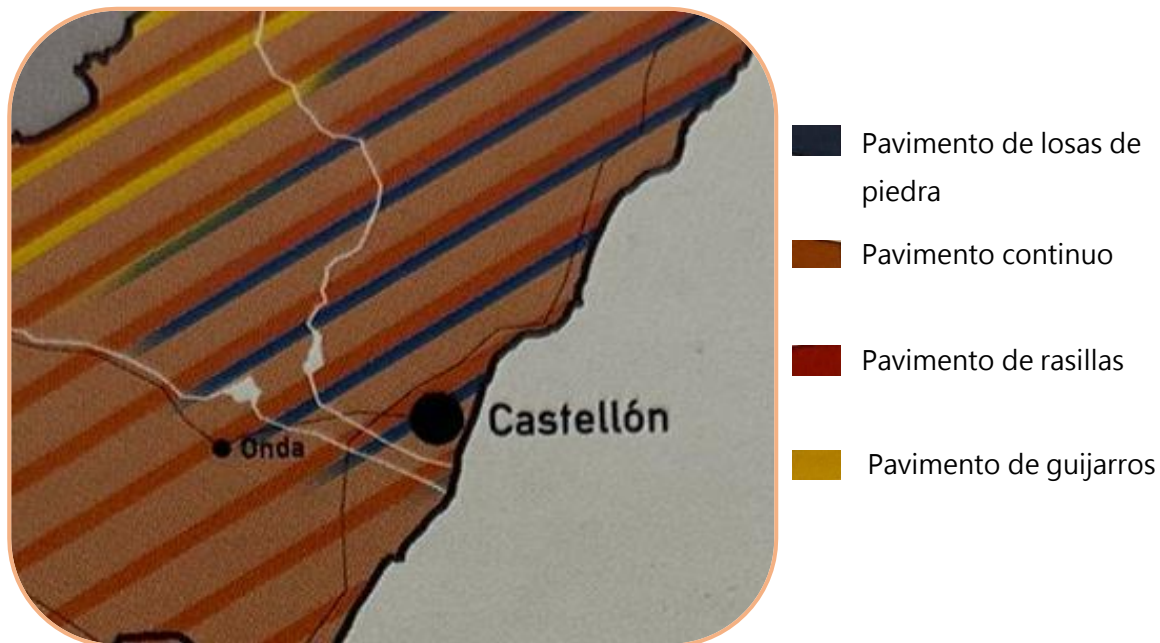 Pavimento de losas de
piedra
Pavimento continuo
Pavimento de rasillas
Pavimento de guijarros
Castellón
Onda